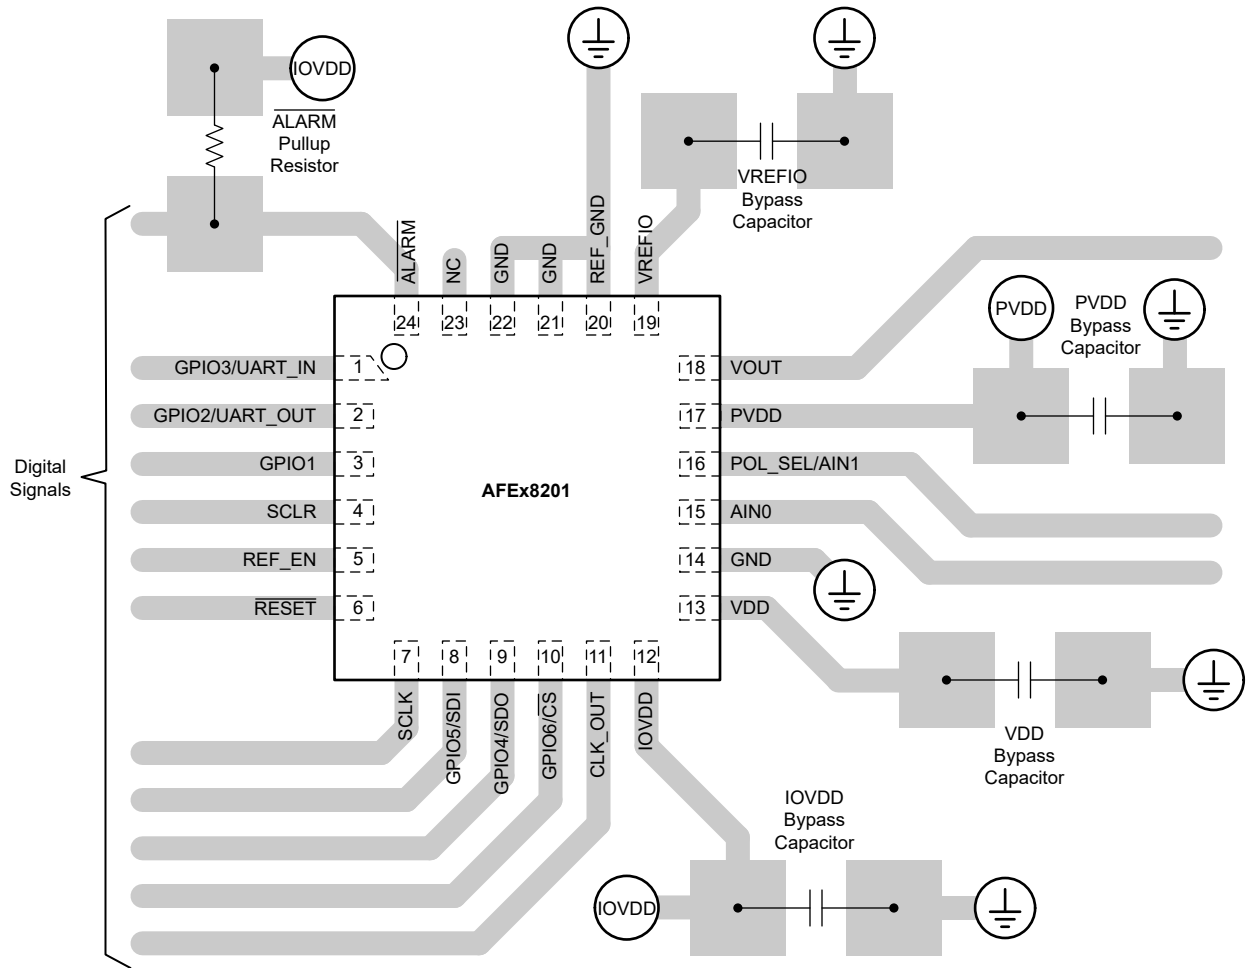 IOVDD
ALARM
Pullup
Resistor
VREFIO
Bypass
Capacitor
ALARM
NC
GND
GND
REF_GND
VREFIO
24
23
22
21
20
19
PVDD
PVDD
Bypass
Capacitor
GPIO3/UART_IN
1
18
VOUT
GPIO2/UART_OUT
2
17
PVDD
GPIO1
3
16
POL_SEL/AIN1
Digital
Signals
AFEx8201
SCLR
4
15
AIN0
REF_EN
5
14
GND
RESET
6
13
VDD
7
8
9
10
11
12
SCLK
GPIO5/SDI
GPIO4/SDO
GPIO6/CS
CLK_OUT
IOVDD
VDD
Bypass
Capacitor
IOVDD
Bypass
Capacitor
IOVDD